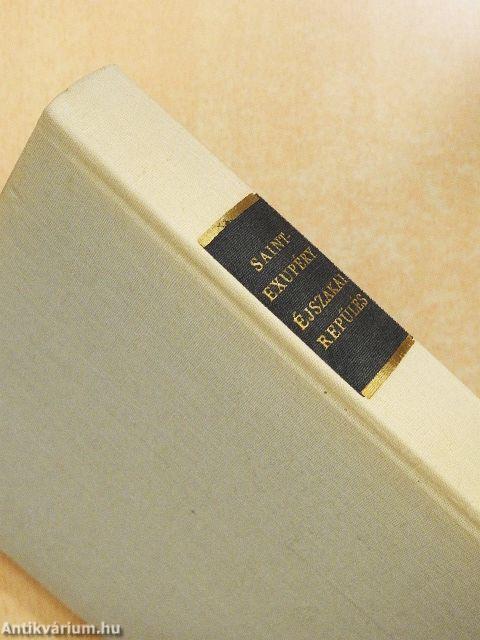 SAINT-
EXUPÉRY
ÉJSZAKAI
REPÜLÉS
Antikvárium.hu